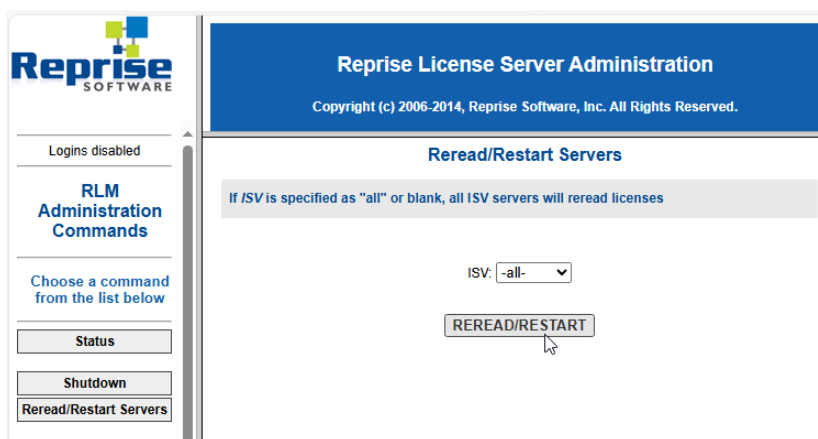 Reprise
SOFTWARE
Logins disabled
RLM
Administration
Commands
Choose a command
from the list below
Status
Shutdown
Reread/Restart Servers
Reprise License Server Administration
Copyright (c) 2006-2014, Reprise Software, Inc. All Rights Reserved.
Reread/Restart Servers
If ISV is specified as "all" or blank, all ISV servers will reread licenses
ISV: -all-
REREAD/RESTART